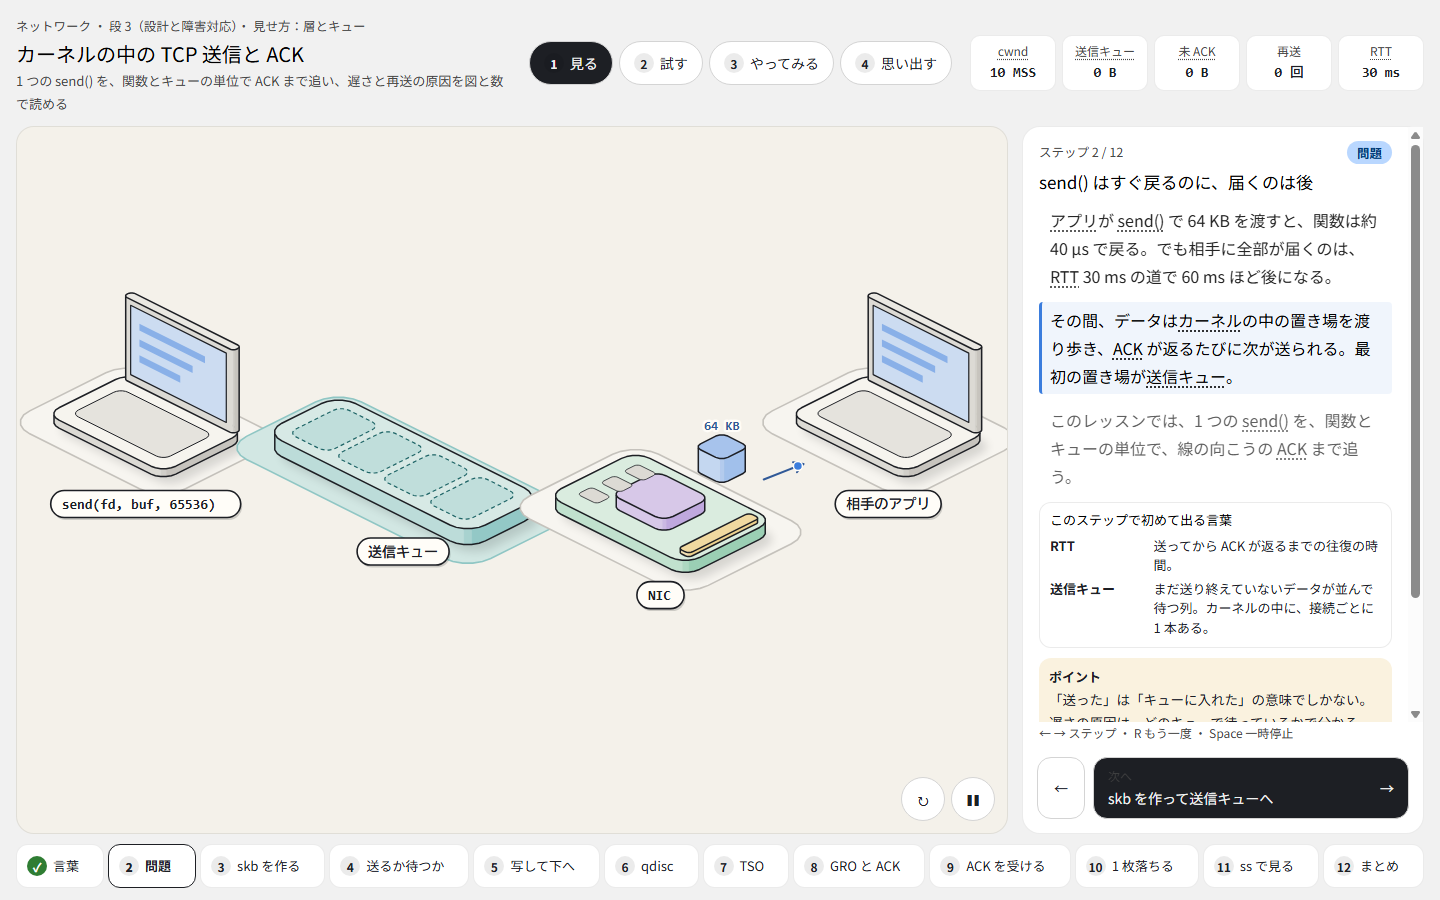 ネットワーク ・ 段 3（設計と障害対応）・ 見せ方：層とキュー
カーネルの中の TCP 送信と ACK
1 つの send() を、関数とキューの単位で ACK まで追い、遅さと再送の原因を図と数
で読める
1 見る
2 試す
3 やってみる
4 思い出す
cwnd
10 MSS
送信キュー
0 B
未 ACK
0 B
再送
0 回
RTT
30 ms
64 KB
send(fd, buf, 65536)
送信キュー
NIC
相手のアプリ
ステップ 2 / 12
問題
send() はすぐ戻るのに、届くのは後
アプリが send() で 64 KB を渡すと、関数は約
40 µs で戻る。でも相手に全部が届くのは、
RTT 30 ms の道で 60 ms ほど後になる。
その間、データはカーネルの中の置き場を渡
り歩き、ACK が返るたびに次が送られる。最
初の置き場が送信キュー。
このレッスンでは、1 つの send() を、関数と
キューの単位で、線の向こうの ACK まで追
う。
このステップで初めて出る言葉
RTT
送ってから ACK が返るまでの往復の時
間。
送信キュー
まだ送り終えていないデータが並んで
待つ列。カーネルの中に、接続ごとに
1 本ある。
ポイント
「送った」は「キューに入れた」の意味でしかない。
遅さの原因は、どのキューで待っているかで分かる。
← → ステップ ・ R もう一度 ・ Space 一時停止
←
次へ
skb を作って送信キューへ
→
✓ 言葉
2 問題
3 skb を作る
4 送るか待つか
5 写して下へ
6 qdisc
7 TSO
8 GRO と ACK
9 ACK を受ける
10 1 枚落ちる
11 ss で見る
12 まとめ